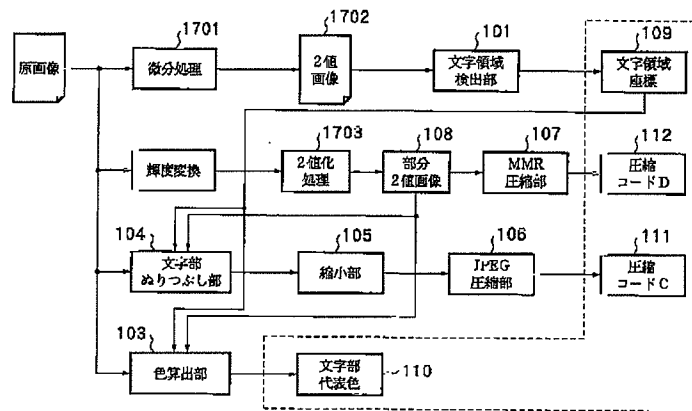 1701
1702
101
109
原画像
微分処理
2値
画像
文字領域
検出部
文字領域
座標
1703
108
107
112
輝度変換
2値化
処理
部分
2値画像
MMR
圧縮部
圧縮
コードD
104
105
106
111
文字部
ぬりつぶし部
縮小部
JPEG
圧縮部
圧縮
コードC
103
色算出部
文字部
代表色
110